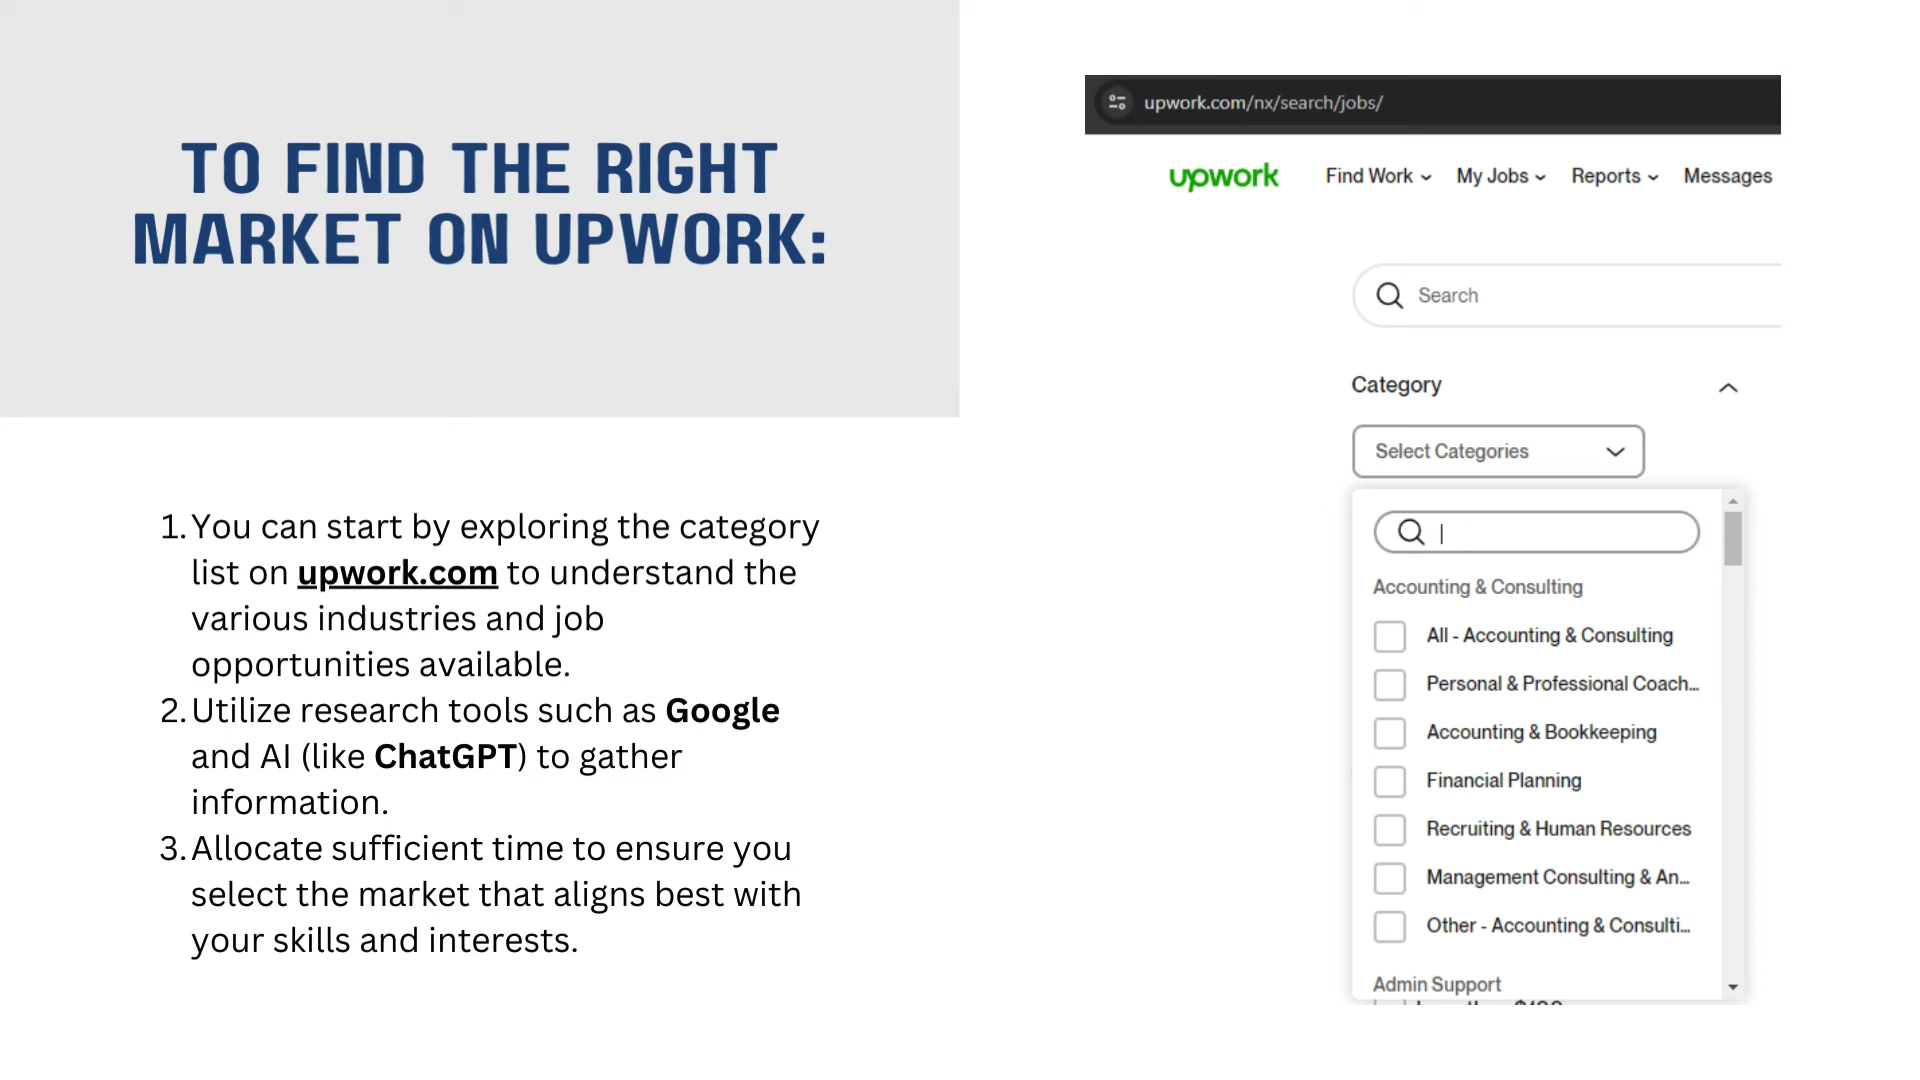 TO FIND THE RIGHT
MARKET ON UPWORK:
1. You can start by exploring the category
list on upwork.com to understand the
various industries and job
opportunities available.
2. Utilize research tools such as Google
and AI (like ChatGPT) to gather
information.
3. Allocate sufficient time to ensure you
select the market that aligns best with
your skills and interests.
upwork.com/nx/search/jobs/
upwork Find Work My Jobs Reports Messages
Search
Category
Select Categories
Accounting & Consulting
All - Accounting & Consulting
Personal & Professional Coach...
Accounting & Bookkeeping
Financial Planning
Recruiting & Human Resources
Management Consulting & An...
Other - Accounting & Consulti...
Admin Support